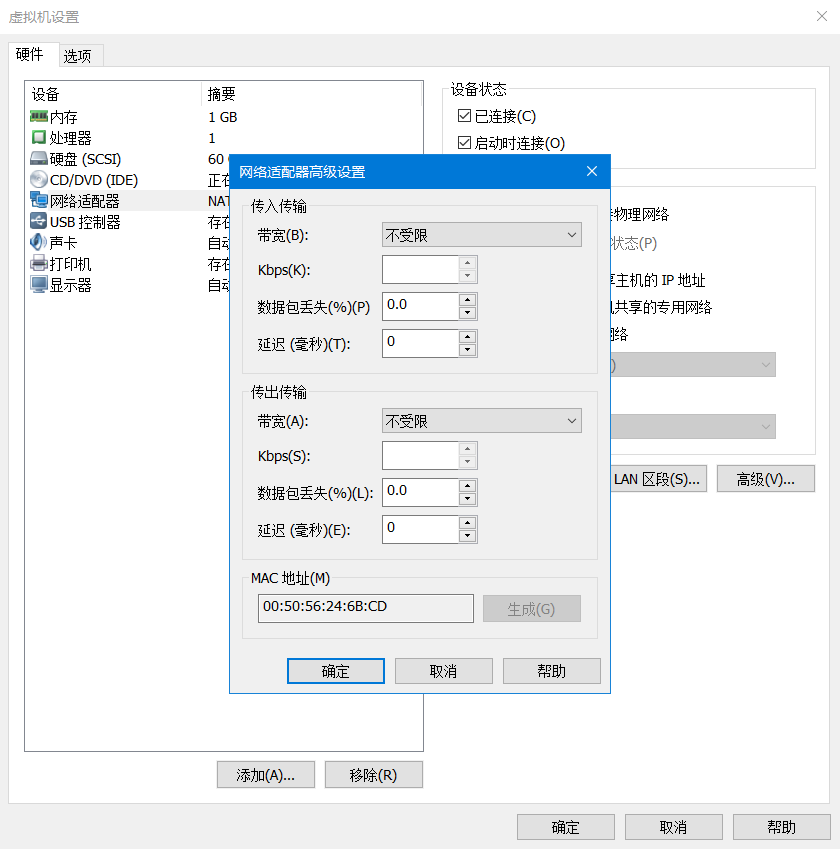 虚拟机设置
硬件
选项
设备
摘要
内存
1 GB
处理器
1
硬盘 (SCSI)
60
CD/DVD (IDE)
正在
网络适配器
NAT
USB 控制器
存在
声卡
自动
打印机
存在
显示器
自动
添加(A)...
移除(R)
设备状态
已连接(C)
启动时连接(O)
物理网络
状态(P)
主机的 IP 地址
共享的专用网络
络
LAN 区段(S)...
高级(V)...
网络适配器高级设置
传入传输
带宽(B):
不受限
Kbps(K):
数据包丢失(%)(P)
0.0
延迟 (毫秒)(T):
0
传出传输
带宽(A):
不受限
Kbps(S):
数据包丢失(%)(L):
0.0
延迟 (毫秒)(E):
0
MAC 地址(M)
00:50:56:24:6B:CD
生成(G)
确定
取消
帮助
确定
取消
帮助